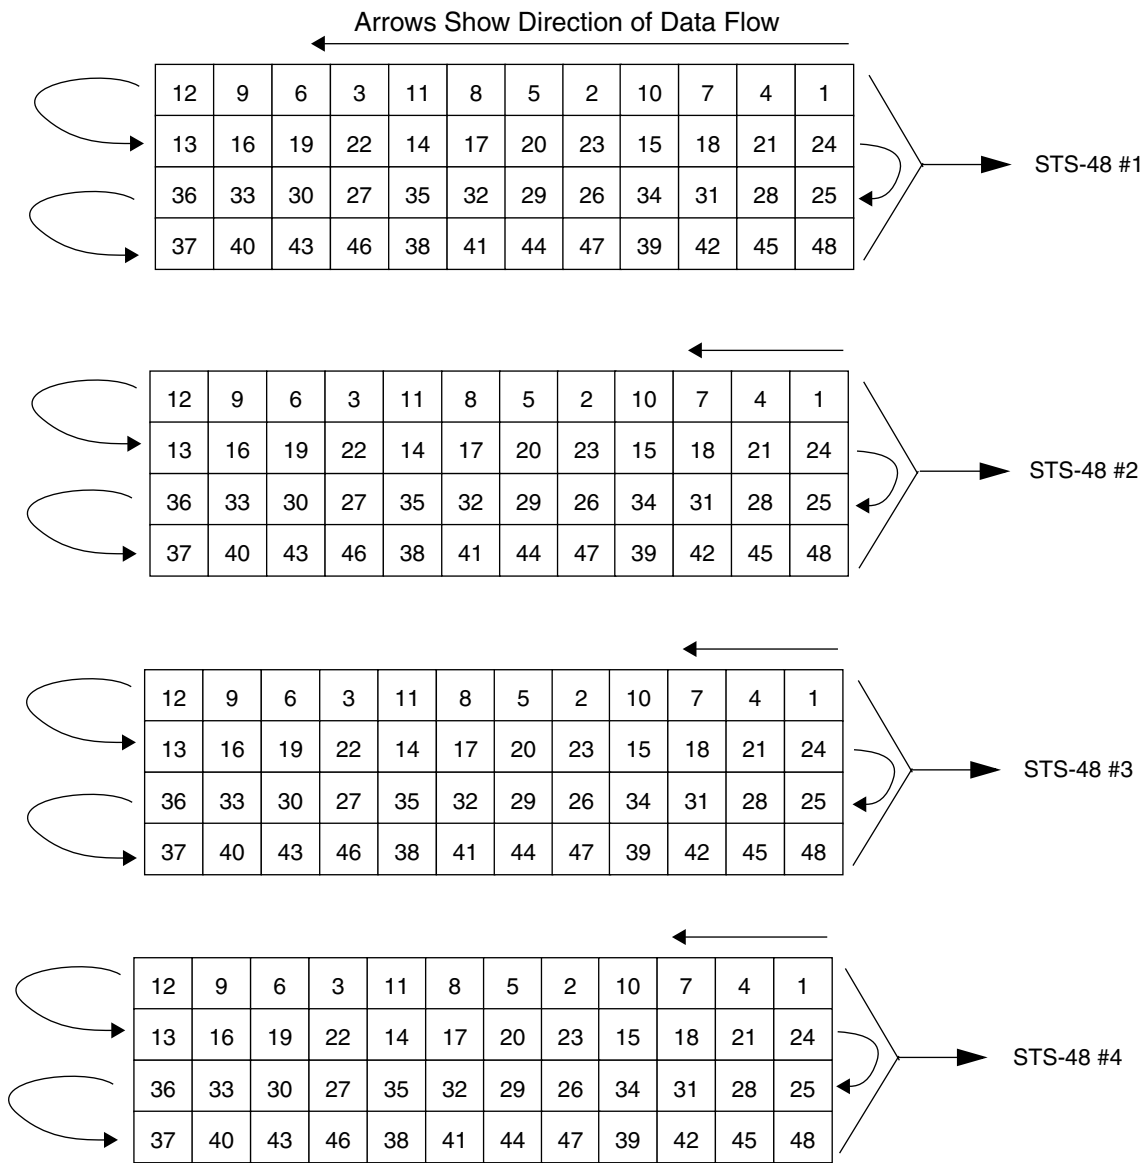 Arrows Show Direction of Data Flow
12 9 6 3 11 8 5 2 10 7 4 1
13 16 19 22 14 17 20 23 15 18 21 24
STS-48 #1
36 33 30 27 35 32 29 26 34 31 28 25
37 40 43 46 38 41 44 47 39 42 45 48
12 9 6 3 11 8 5 2 10 7 4 1
13 16 19 22 14 17 20 23 15 18 21 24
STS-48 #2
36 33 30 27 35 32 29 26 34 31 28 25
37 40 43 46 38 41 44 47 39 42 45 48
12 9 6 3 11 8 5 2 10 7 4 1
13 16 19 22 14 17 20 23 15 18 21 24
STS-48 #3
36 33 30 27 35 32 29 26 34 31 28 25
37 40 43 46 38 41 44 47 39 42 45 48
12 9 6 3 11 8 5 2 10 7 4 1
13 16 19 22 14 17 20 23 15 18 21 24
STS-48 #4
36 33 30 27 35 32 29 26 34 31 28 25
37 40 43 46 38 41 44 47 39 42 45 48